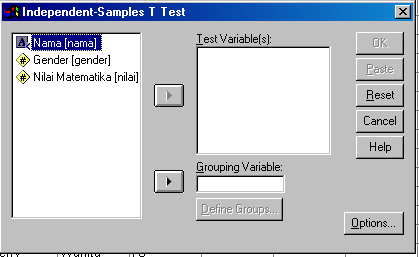 Independent-Samples T Test
Nama [nama]
Gender [gender]
Nilai Matematika [nilai]
Test Variable(s):
Grouping Variable:
Define Groups...
OK
Paste
Reset
Cancel
Help
Options...